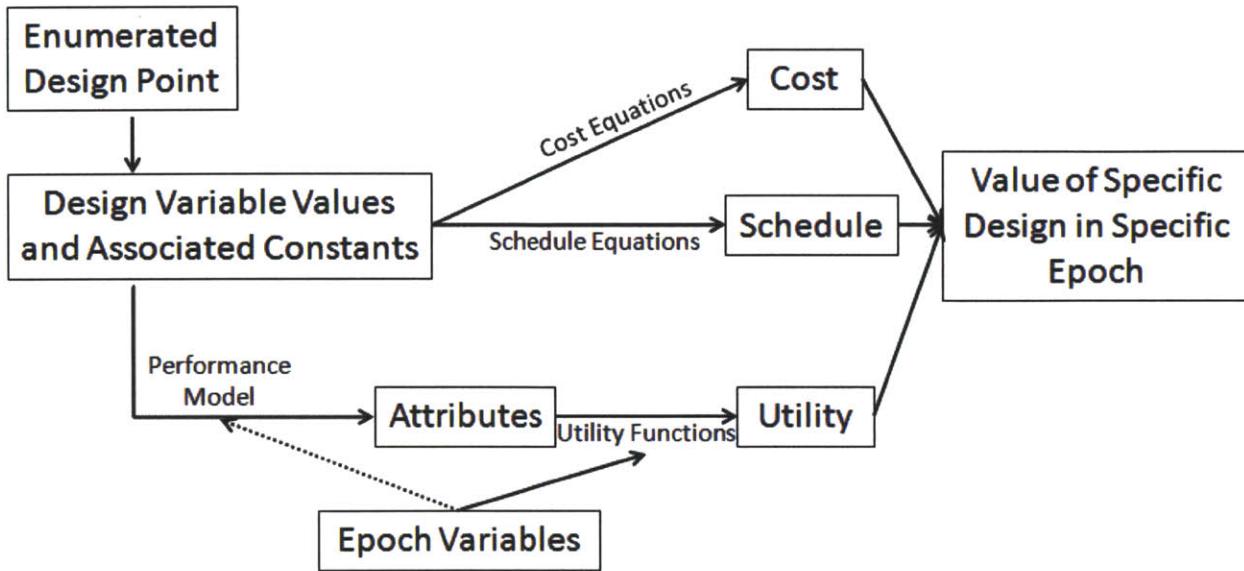 Enumerated
Design Point
Cost
Cost Equations
Design Variable Values
and Associated Constants
Schedule Equations
Schedule
Value of Specific
Design in Specific
Epoch
Performance
Model
Attributes
Utility Functions
Utility
Epoch Variables